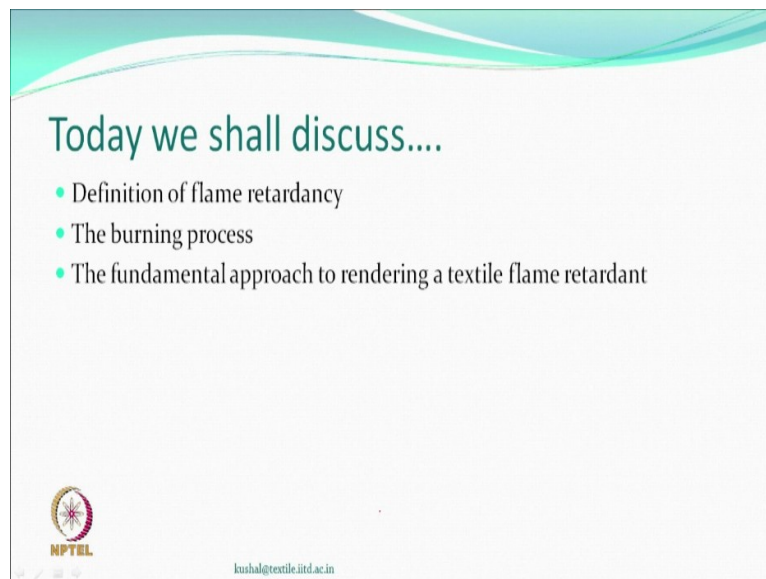 Today we shall discuss....
Definition of flame retardancy
The burning process
The fundamental approach to rendering a textile flame retardant
NPTEL
kushal@textile.iitd.ac.in